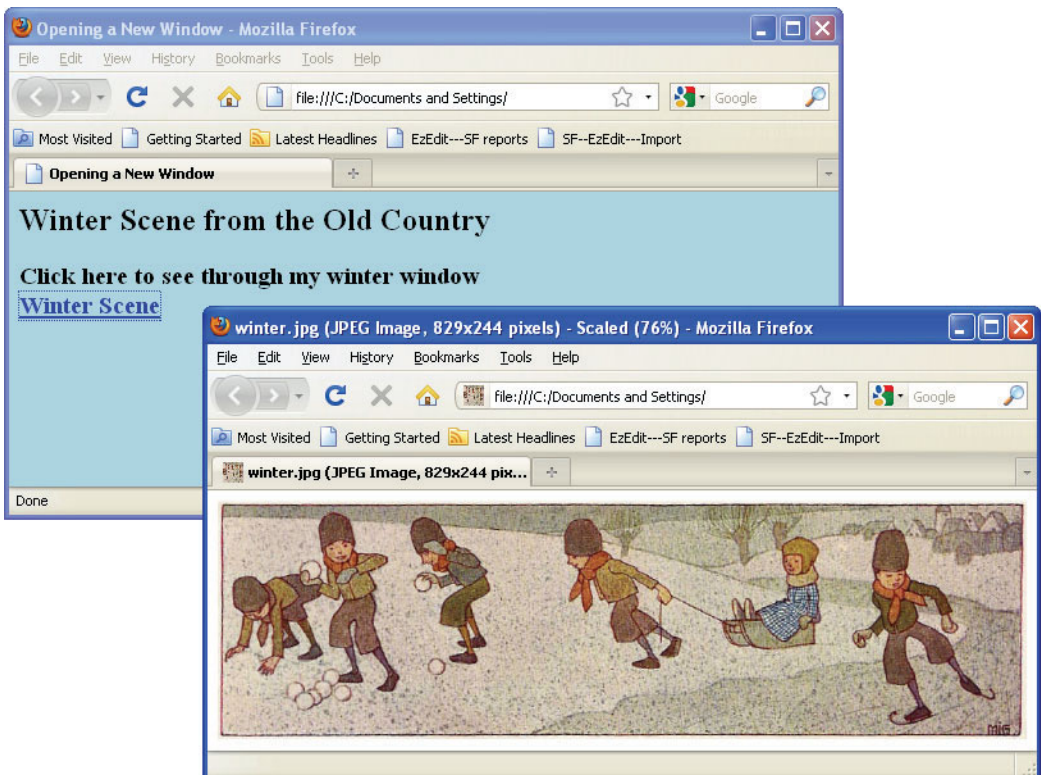 Opening a New Window - Mozilla Firefox
File Edit View History Bookmarks Tools Help
file:///C:/Documents and Settings/ Google
Most Visited Getting Started Latest Headlines EzEdit---SF reports SF--EzEdit---Import
Opening a New Window
Winter Scene from the Old Country
Click here to see through my winter window
Winter Scene
Done
winter.jpg (JPEG Image, 829x244 pixels) - Scaled (76%) - Mozilla Firefox
File Edit View History Bookmarks Tools Help
file:///C:/Documents and Settings/ Google
Most Visited Getting Started Latest Headlines EzEdit---SF reports SF--EzEdit---Import
winter.jpg (JPEG Image, 829x244 pix...
MIG